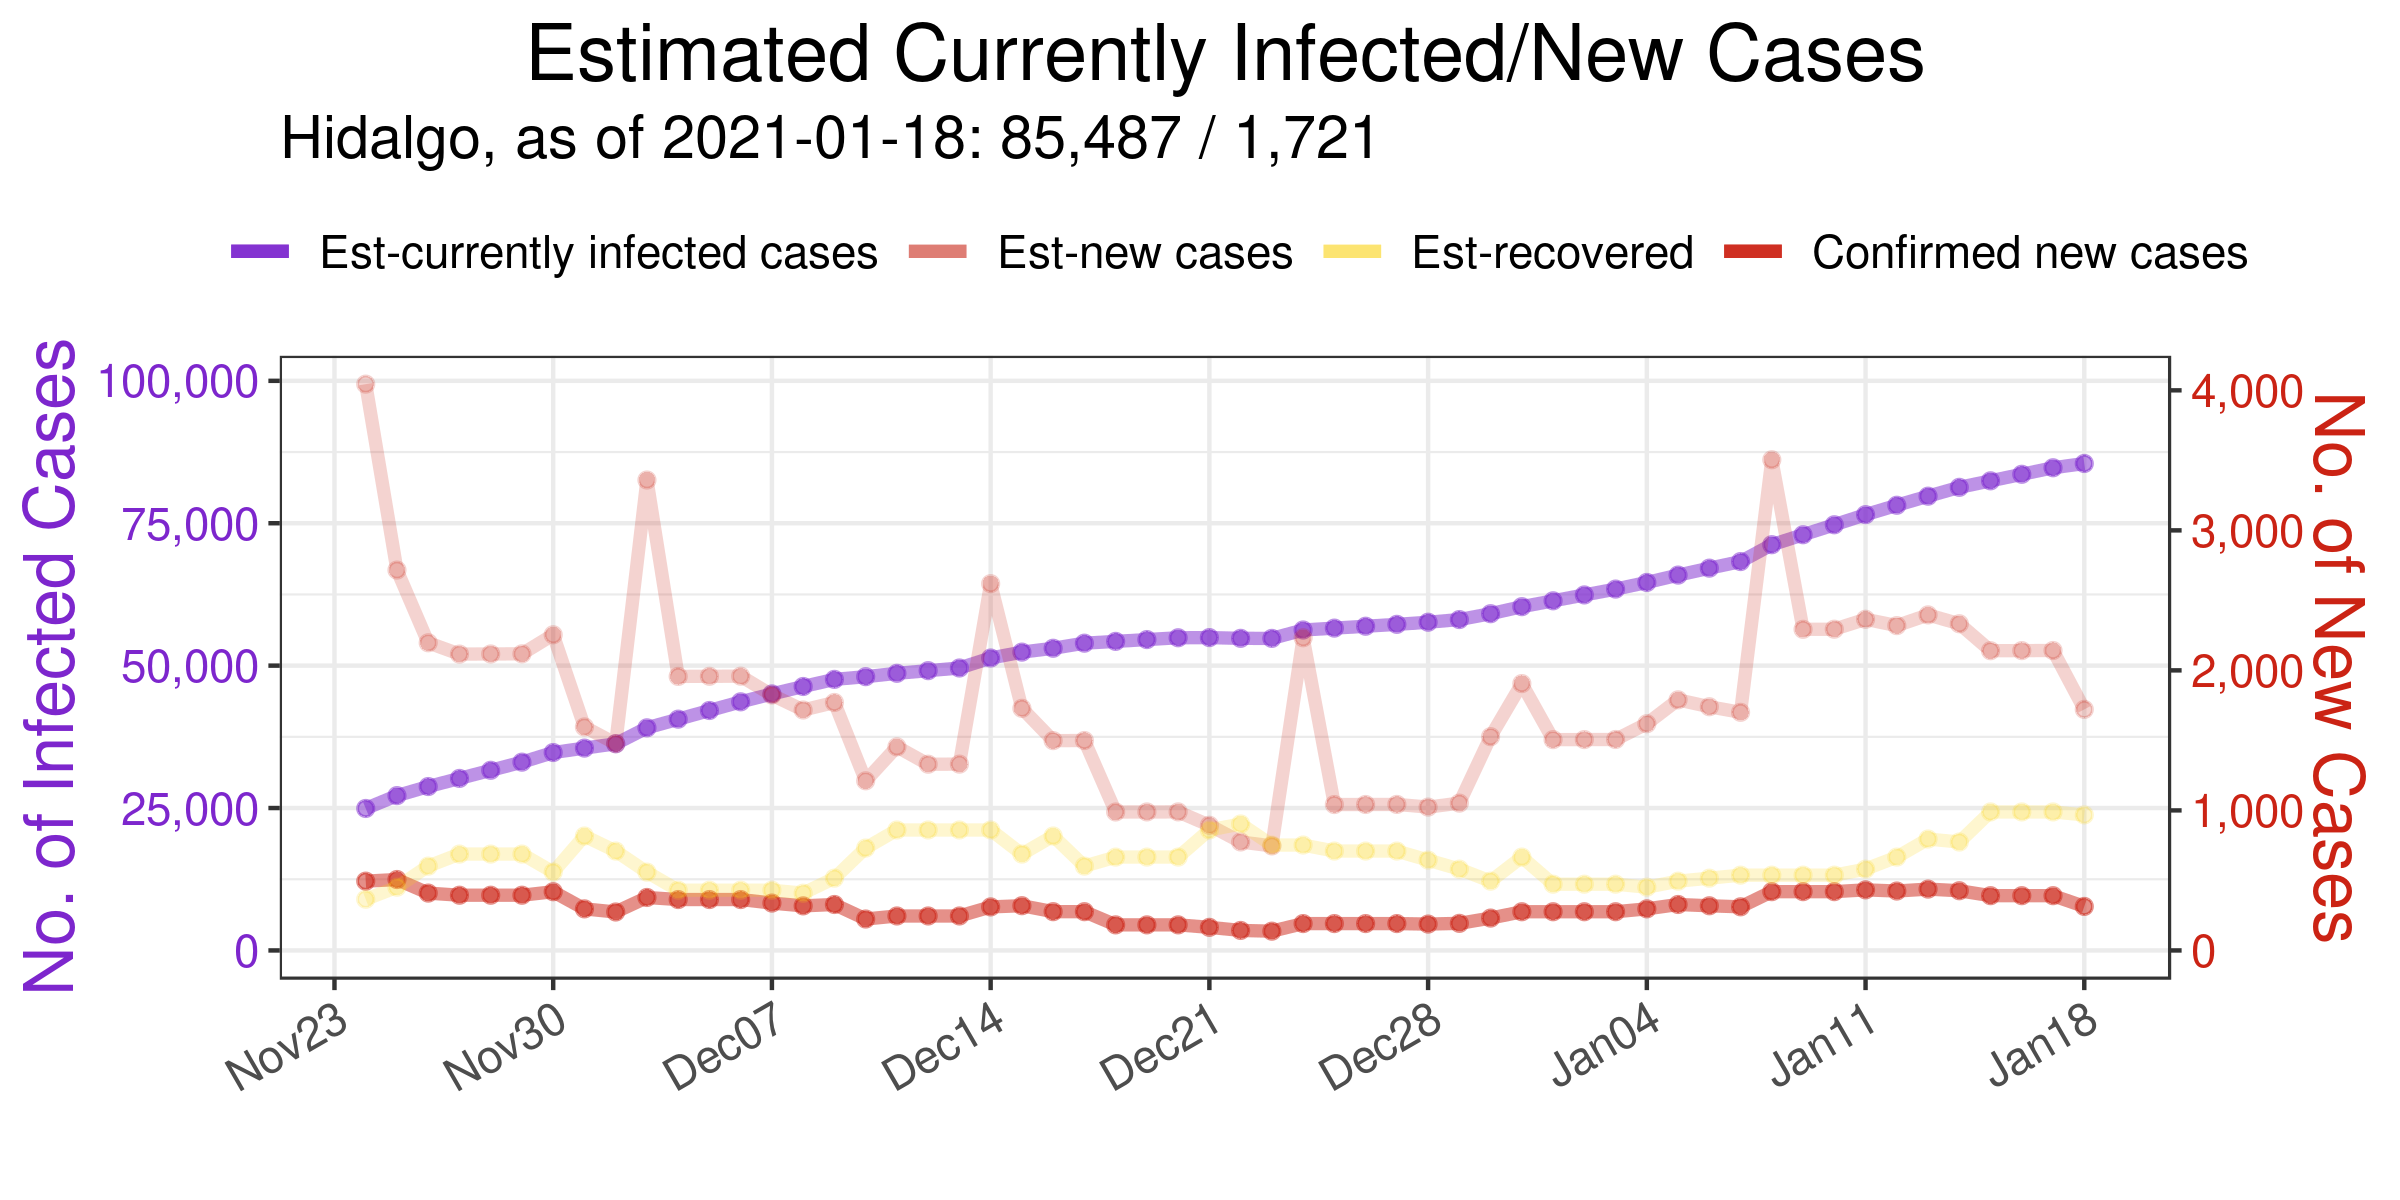 Estimated Currently Infected/New Cases
Hidalgo, as of 2021-01-18: 85,487 / 1,721
Est-currently infected cases Est-new cases Est-recovered Confirmed new cases
No. of Infected Cases
100,000
75,000
50,000
25,000
0
4,000
3,000
2,000
1,000
0
No. of New Cases
Nov23 Nov30 Dec07 Dec14 Dec21 Dec28 Jan04 Jan11 Jan18